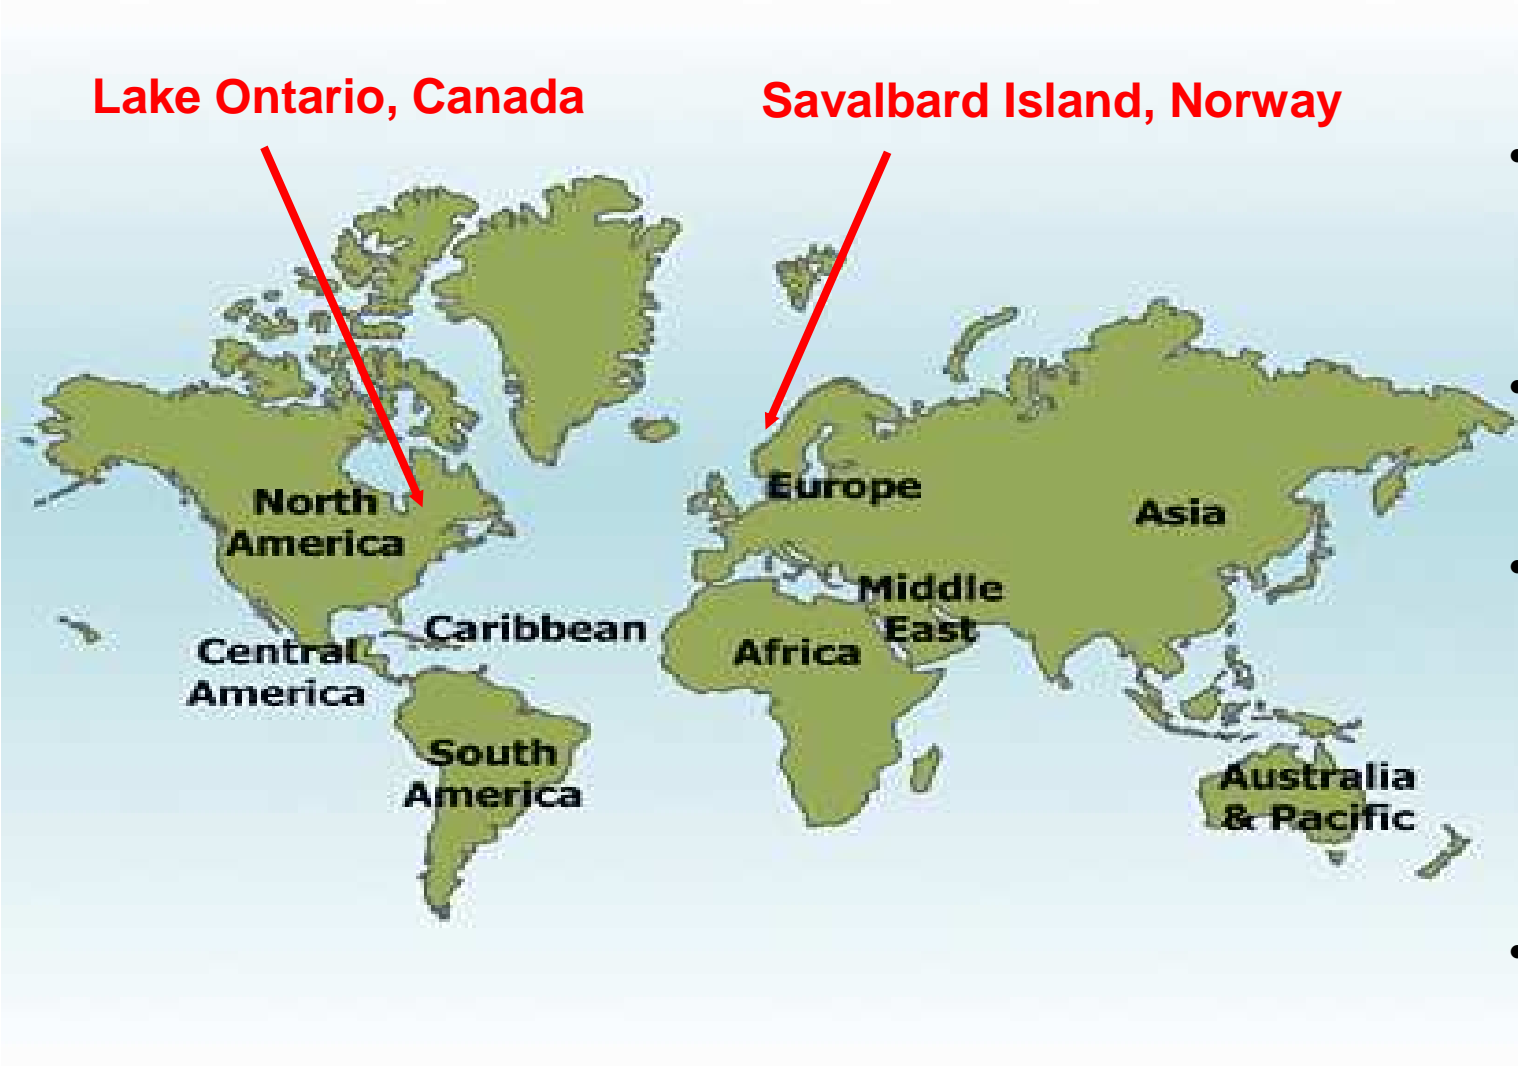 Lake Ontario, Canada
Savalbard Island, Norway
North
America
Europe
Asia
Middle
East
Caribbean
Africa
Central
America
South
America
Australia
& Pacific